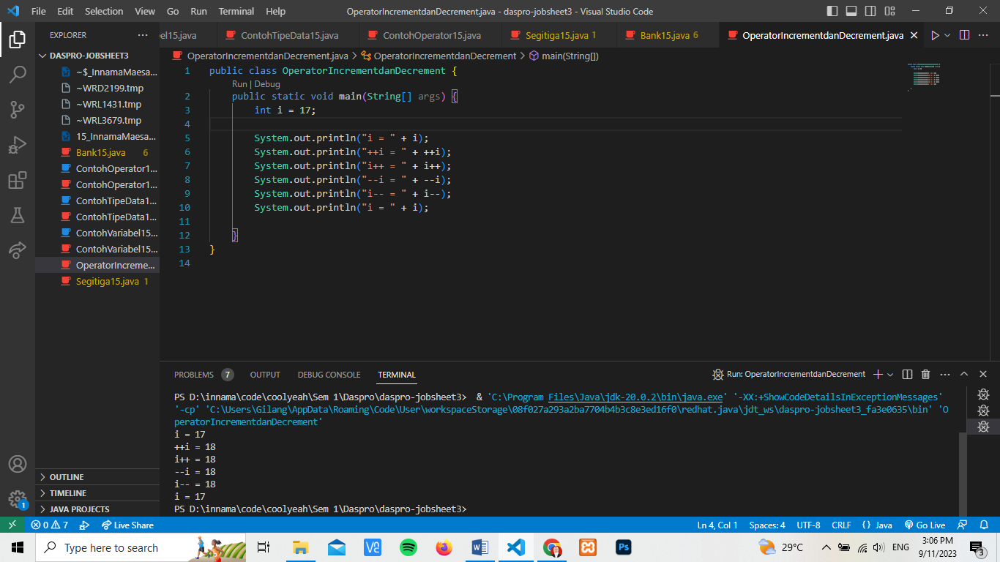 File Edit Selection View Go Run Terminal Help OperatorIncrementdanDecrement.java - daspro-jobsheet3 - Visual Studio Code
EXPLORER ...
el15.java ContohTipeData15.java ContohOperator15.java Segitiga15.java 1 Bank15.java 6 OperatorIncrementdanDecrement.java
DASPRO-JOBSHEET3
~$_InnamaMaesa...
~WRD2199.tmp
~WRL1431.tmp
~WRL3679.tmp
15_InnamaMaesa...
Bank15.java 6
ContohOperator1...
ContohOperator1...
ContohTipeData1...
ContohTipeData1...
ContohVariabel15...
ContohVariabel15...
OperatorIncreme...
Segitiga15.java 1
OUTLINE
TIMELINE
JAVA PROJECTS
OperatorIncrementdanDecrement.java > OperatorIncrementdanDecrement > main(String[])
1 public class OperatorIncrementdanDecrement {
Run | Debug
2 public static void main(String[] args) {
3 int i = 17;
4
5 System.out.println("i = " + i);
6 System.out.println("++i = " + ++i);
7 System.out.println("i++ = " + i++);
8 System.out.println("--i = " + --i);
9 System.out.println("i-- = " + i--);
10 System.out.println("i = " + i);
11
12 }
13 }
14
PROBLEMS 7 OUTPUT DEBUG CONSOLE TERMINAL Run: OperatorIncrementdanDecrement
PS D:\innama\code\coolyeah\Sem 1\Daspro\daspro-jobsheet3> & 'C:\Program Files\Java\jdk-20.0.2\bin\java.exe' '-XX:+ShowCodeDetailsInExceptionMessages'
'-cp' 'C:\Users\Gilang\AppData\Roaming\Code\User\workspaceStorage\08f027a293a2ba7704b4b3c8e3ed16f0\redhat.java\jdt_ws\daspro-jobsheet3_fa3e0635\bin' 'O
peratorIncrementdanDecrement'
i = 17
++i = 18
i++ = 18
--i = 18
i-- = 18
i = 17
PS D:\innama\code\coolyeah\Sem 1\Daspro\daspro-jobsheet3>
1
0 7 Live Share Ln 4, Col 1 Spaces: 4 UTF-8 CRLF {} Java Go Live
Type here to search 29°C ENG 3:06 PM
9/11/2023 3